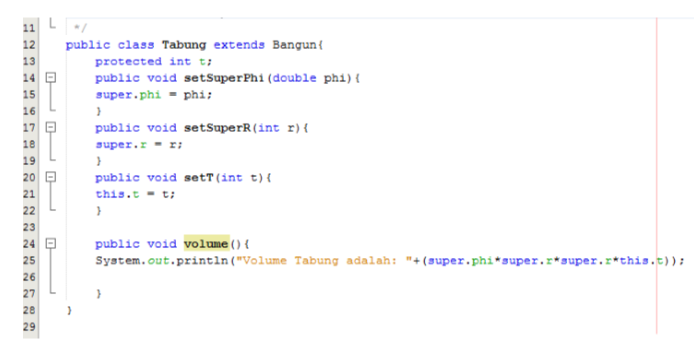 11 */
12 public class Tabung extends Bangun{
13 protected int t;
14 public void setSuperPhi(double phi){
15 super.phi = phi;
16 }
17 public void setSuperR(int r){
18 super.r = r;
19 }
20 public void setT(int t){
21 this.t = t;
22 }
23
24 public void volume(){
25 System.out.println("Volume Tabung adalah: "+(super.phi*super.r*super.r*this.t));
26
27 }
28 }
29